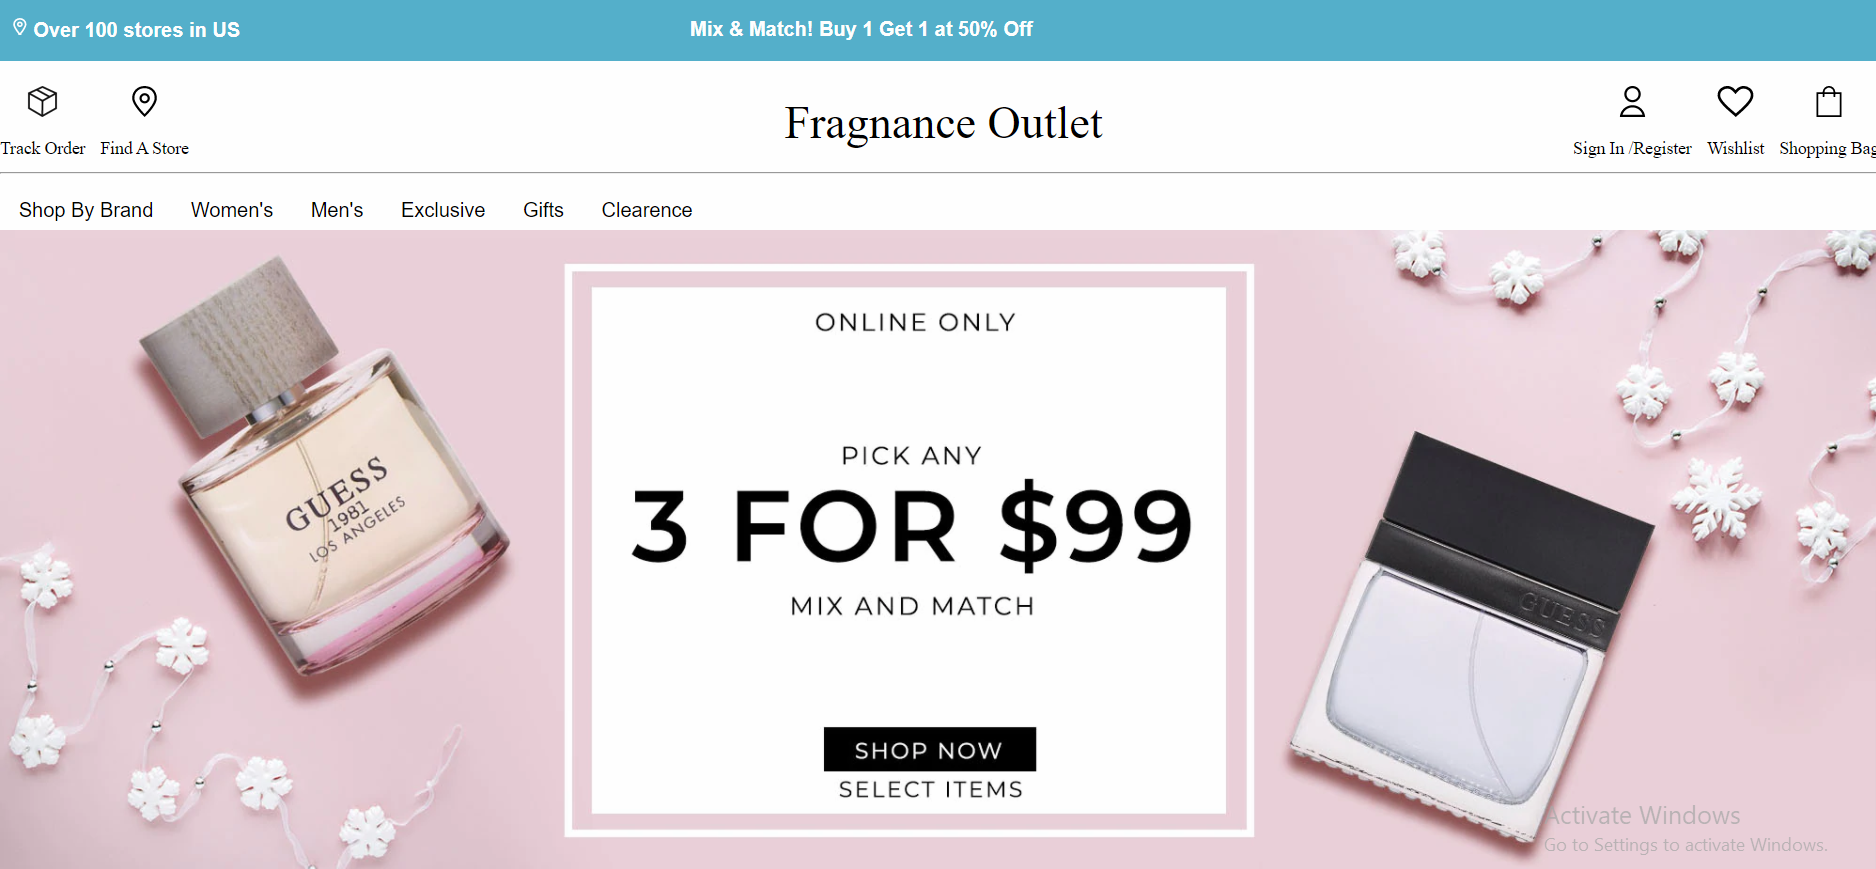 Over 100 stores in US
Mix & Match! Buy 1 Get 1 at 50% Off
Track Order
Find A Store
Fragnance Outlet
Sign In /Register
Wishlist
Shopping Bag
Shop By Brand
Women's
Men's
Exclusive
Gifts
Clearence
ONLINE ONLY
PICK ANY
3 FOR $99
MIX AND MATCH
SHOP NOW
SELECT ITEMS
GUESS
1981
LOS ANGELES
GUESS
Activate Windows
Go to Settings to activate Windows.